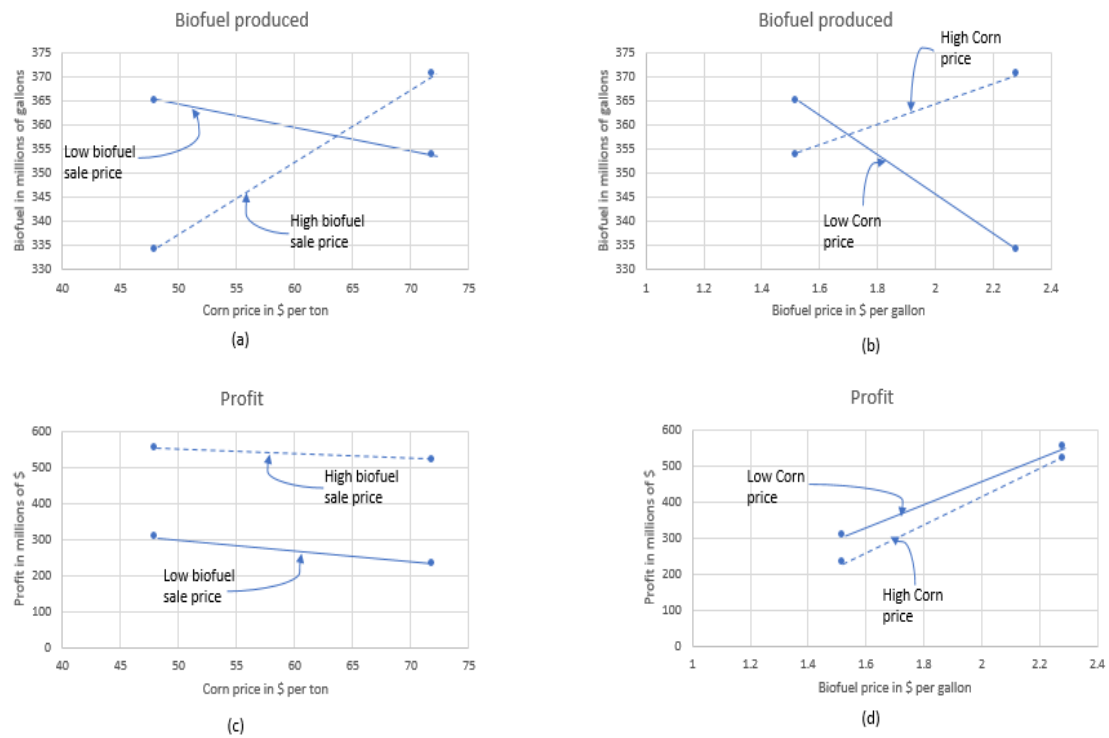 Biofuel produced
Biofuel in millions of gallons
375
370
365
360
355
350
345
340
335
330
Low biofuel
sale price
High biofuel
sale price
40
45
50
55
60
65
70
75
Corn price in $ per ton
(a)
Biofuel produced
Biofuel in millions of gallons
375
370
365
360
355
350
345
340
335
330
High Corn
price
Low Corn
price
1
1.2
1.4
1.6
1.8
2
2.2
2.4
Biofuel price in $ per gallon
(b)
Profit
Profit in millions of $
600
500
400
300
200
100
0
High biofuel
sale price
Low biofuel
sale price
40
45
50
55
60
65
70
75
Corn price in $ per ton
(c)
Profit
Profit in millions of $
600
500
400
300
200
100
0
Low Corn
price
High Corn
price
1
1.2
1.4
1.6
1.8
2
2.2
2.4
Biofuel price in $ per gallon
(d)